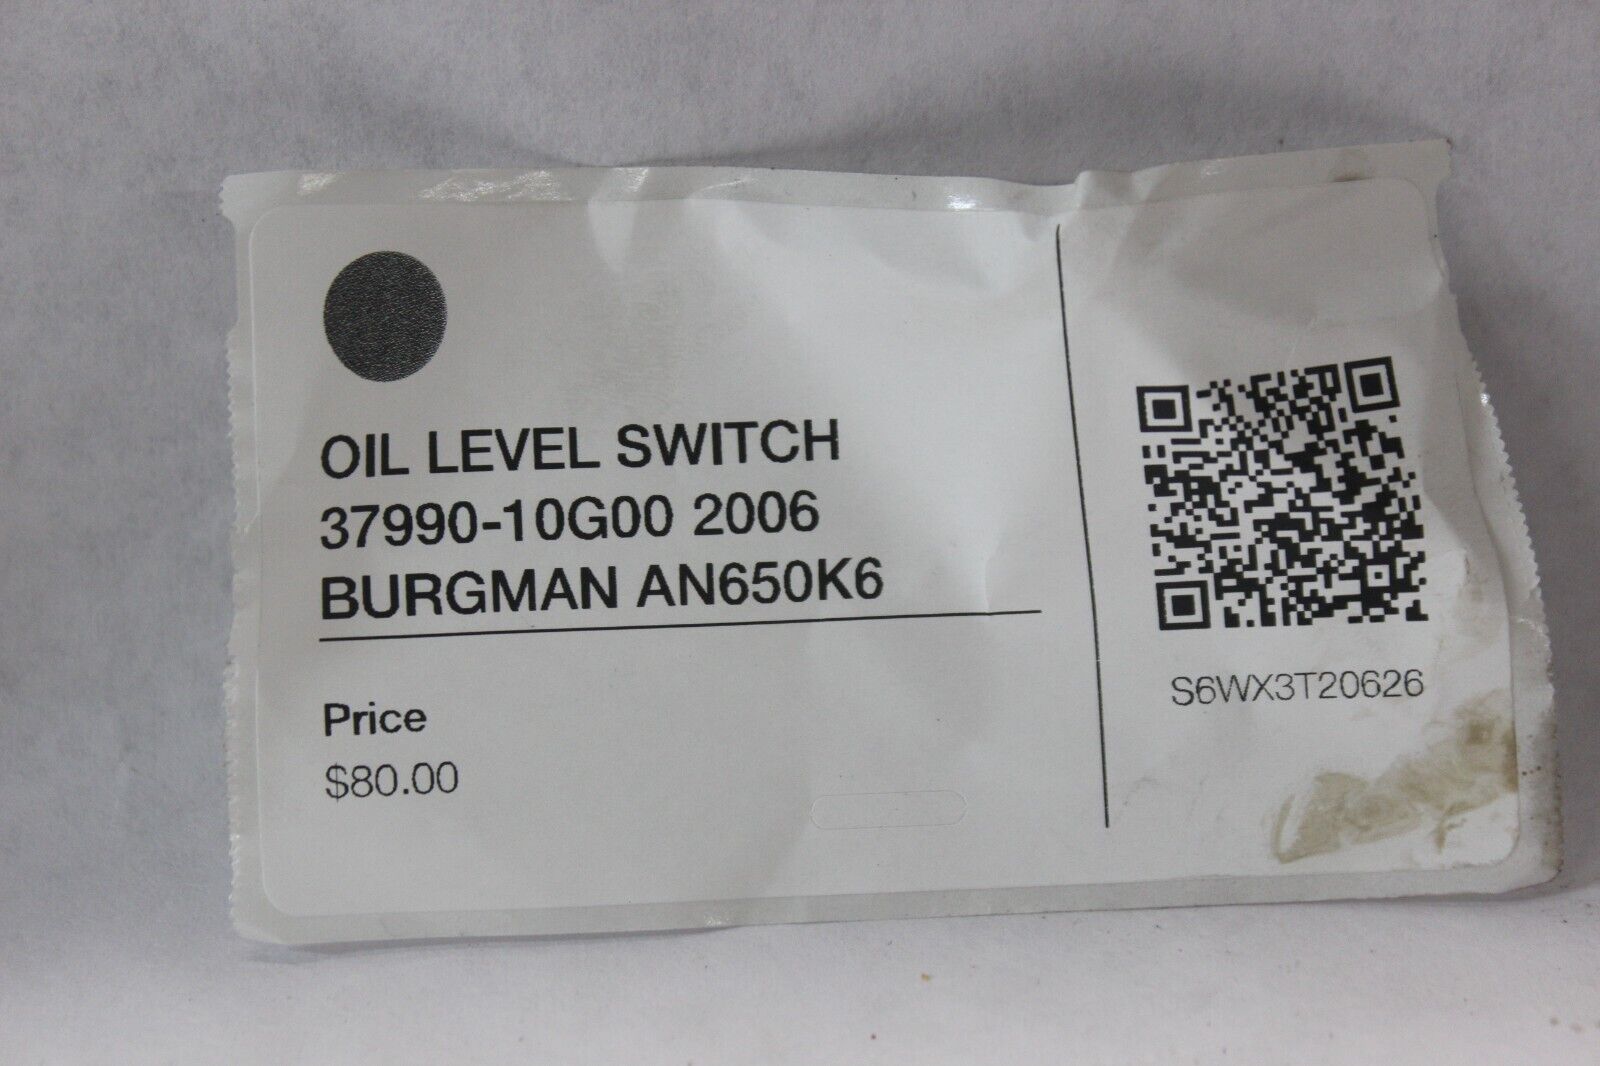 OIL LEVEL SWITCH
37990-10G00 2006
BURGMAN AN650K6
Price
$80.00
S6WX3T20626